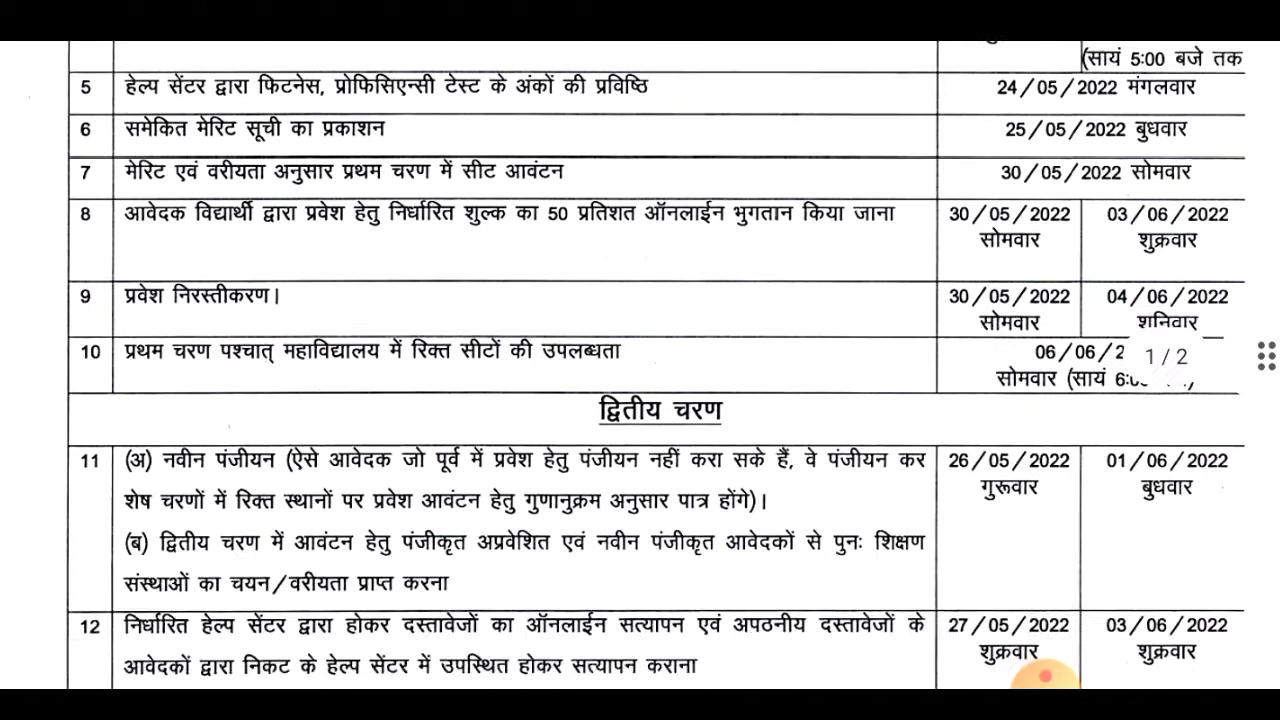 (सायं 5:00 बजे तक
5 हेल्प सेंटर द्वारा फिटनेस, प्रोफिसिएन्सी टेस्ट के अंकों की प्रविष्ठि 24/05/2022 मंगलवार
6 समेकित मेरिट सूची का प्रकाशन 25/05/2022 बुधवार
7 मेरिट एवं वरीयता अनुसार प्रथम चरण में सीट आवंटन 30/05/2022 सोमवार
8 आवेदक विद्यार्थी द्वारा प्रवेश हेतु निर्धारित शुल्क का 50 प्रतिशत ऑनलाईन भुगतान किया जाना 30/05/2022 03/06/2022
सोमवार शुक्रवार
9 प्रवेश निरस्तीकरण। 30/05/2022 04/06/2022
सोमवार शनिवार
10 प्रथम चरण पश्चात् महाविद्यालय में रिक्त सीटों की उपलब्धता 06/06/2 1/2
सोमवार (सायं
द्वितीय चरण
11 (अ) नवीन पंजीयन (ऐसे आवेदक जो पूर्व में प्रवेश हेतु पंजीयन नहीं करा सके हैं, वे पंजीयन कर 26/05/2022 01/06/2022
शेष चरणों में रिक्त स्थानों पर प्रवेश आवंटन हेतु गुणानुक्रम अनुसार पात्र होंगे)। गुरूवार बुधवार
(ब) द्वितीय चरण में आवंटन हेतु पंजीकृत अप्रवेशित एवं नवीन पंजीकृत आवेदकों से पुनः शिक्षण
संस्थाओं का चयन/वरीयता प्राप्त करना
12 निर्धारित हेल्प सेंटर द्वारा होकर दस्तावेजों का ऑनलाईन सत्यापन एवं अपठनीय दस्तावेजों के 27/05/2022 03/06/2022
आवेदकों द्वारा निकट के हेल्प सेंटर में उपस्थित होकर सत्यापन कराना शुक्रवार शुक्रवार